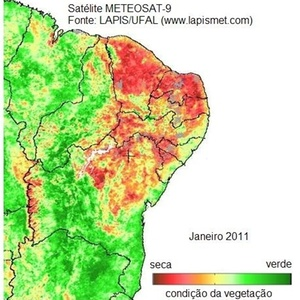 Satélite METEOSAT-9
Fonte: LAPIS/UFAL (www.lapismet.com)
Janeiro 2011
seca verde
condição da vegetação